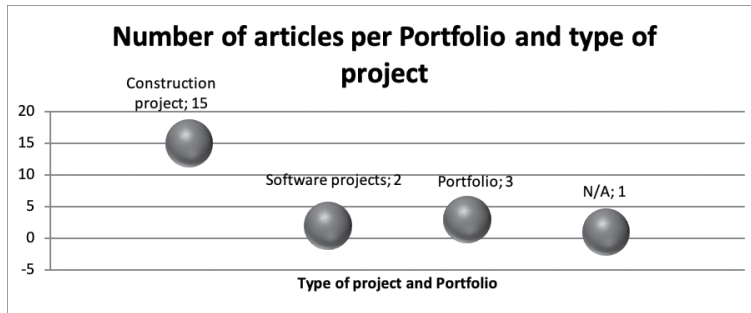 Number of articles per Portfolio and type of
project
Construction
project; 15
20
15
10
5
0
-5
Software projects; 2
Portfolio; 3
N/A; 1
Type of project and Portfolio